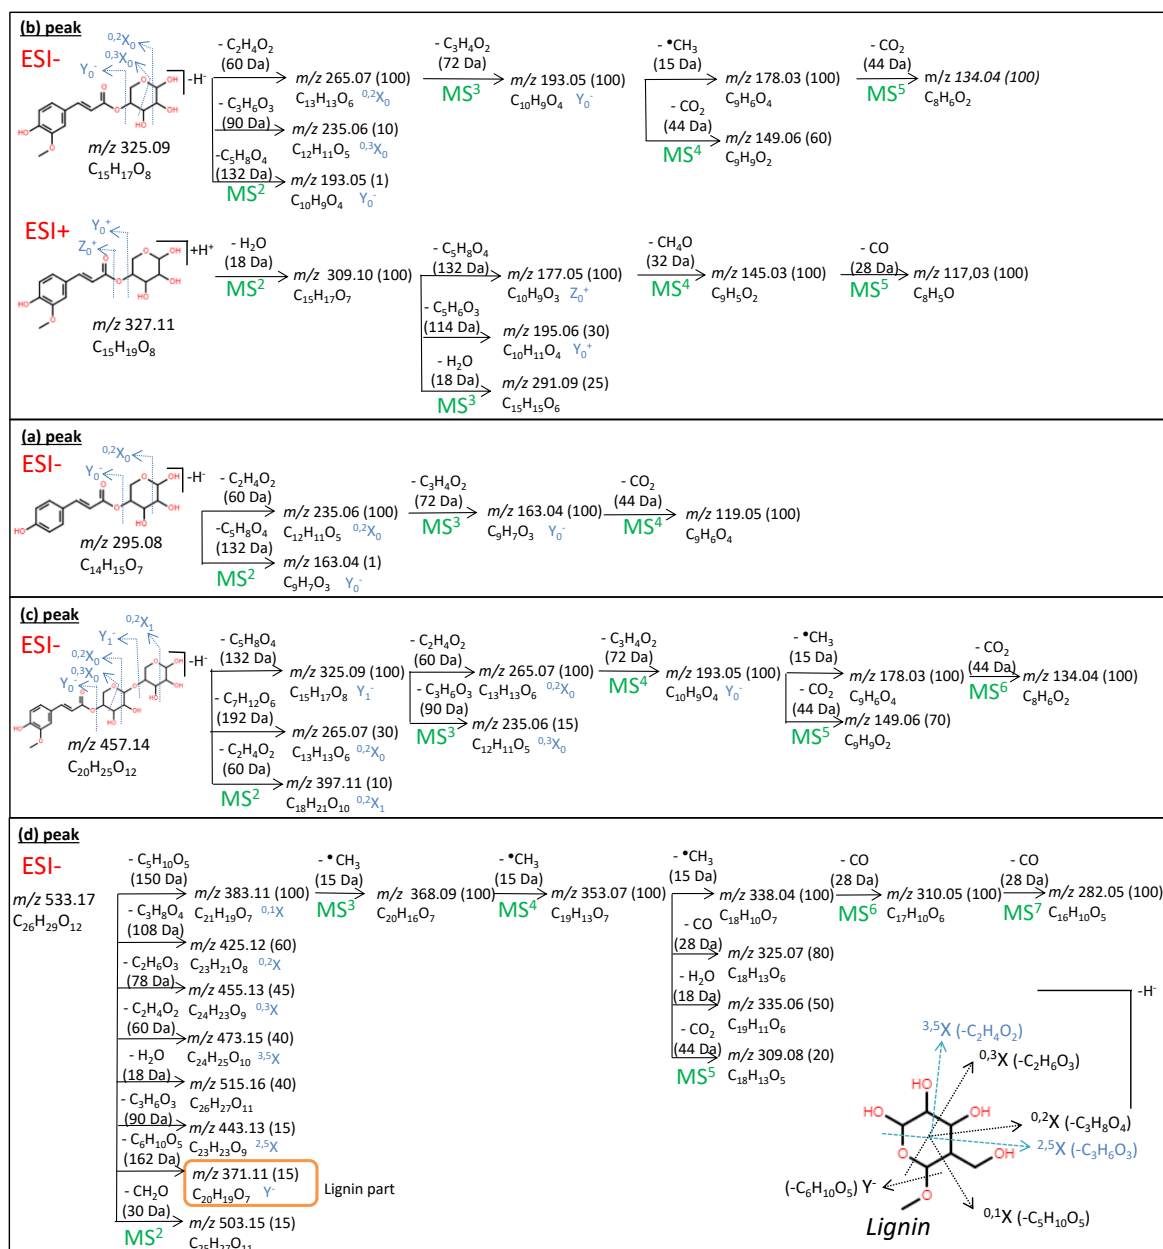 (b) peak
ESI-
0,2X0
0,3X0
Y0-
-H-
O
OH
OH
OH
HO
m/z 325.09
C15H17O8
- C2H4O2
(60 Da)
m/z 265.07 (100)
C13H13O6 0,2X0
- C3H6O3
(90 Da)
m/z 235.06 (10)
C12H11O5 0,3X0
-C5H8O4
(132 Da)
m/z 193.05 (1)
C10H9O4 Y0-
MS2
- C3H4O2
(72 Da)
MS3
m/z 193.05 (100)
C10H9O4 Y0-
- •CH3
(15 Da)
m/z 178.03 (100)
C9H6O4
- CO2
(44 Da)
MS4
m/z 149.06 (60)
C9H9O2
- CO2
(44 Da)
MS5
m/z 134.04 (100)
C8H6O2
ESI+
Y0+
Z0+
+H+
m/z 327.11
C15H19O8
- H2O
(18 Da)
MS2
m/z 309.10 (100)
C15H17O7
- C5H8O4
(132 Da)
m/z 177.05 (100)
C10H9O3 Z0+
- C5H6O3
(114 Da)
m/z 195.06 (30)
C10H11O4 Y0+
- H2O
(18 Da)
MS3
m/z 291.09 (25)
C15H15O6
- CH4O
(32 Da)
MS4
m/z 145.03 (100)
C9H5O2
- CO
(28 Da)
MS5
m/z 117,03 (100)
C8H5O
(a) peak
ESI-
0,2X0
Y0-
-H-
m/z 295.08
C14H15O7
- C2H4O2
(60 Da)
m/z 235.06 (100)
C12H11O5 0,2X0
-C5H8O4
(132 Da)
MS2
m/z 163.04 (1)
C9H7O3 Y0-
- C3H4O2
(72 Da)
MS3
m/z 163.04 (100)
C9H7O3 Y0-
- CO2
(44 Da)
MS4
m/z 119.05 (100)
C9H6O4
(c) peak
ESI-
0,2X1
Y1-
0,2X0
0,3X0
Y0-
-H-
m/z 457.14
C20H25O12
- C5H8O4
(132 Da)
m/z 325.09 (100)
C15H17O8 Y1-
- C7H12O6
(192 Da)
m/z 265.07 (30)
C13H13O6 0,2X0
- C2H4O2
(60 Da)
MS2
m/z 397.11 (10)
C18H21O10 0,2X1
- C2H4O2
(60 Da)
m/z 265.07 (100)
C13H13O6 0,2X0
- C3H6O3
(90 Da)
MS3
m/z 235.06 (15)
C12H11O5 0,3X0
- C3H4O2
(72 Da)
MS4
m/z 193.05 (100)
C10H9O4 Y0-
- •CH3
(15 Da)
m/z 178.03 (100)
C9H6O4
- CO2
(44 Da)
MS5
m/z 149.06 (70)
C9H9O2
- CO2
(44 Da)
MS6
m/z 134.04 (100)
C8H6O2
(d) peak
ESI-
m/z 533.17
C26H29O12
- C5H10O5
(150 Da)
m/z 383.11 (100)
C21H19O7 0,1X
- C3H8O4
(108 Da)
m/z 425.12 (60)
C23H21O8 0,2X
- C2H6O3
(78 Da)
m/z 455.13 (45)
C24H23O9 0,3X
- C2H4O2
(60 Da)
m/z 473.15 (40)
C24H25O10 3,5X
- H2O
(18 Da)
m/z 515.16 (40)
C26H27O11
- C3H6O3
(90 Da)
m/z 443.13 (15)
C23H23O9 2,5X
- C6H10O5
(162 Da)
m/z 371.11 (15)
C20H19O7 Y-
Lignin part
- CH2O
(30 Da)
MS2
m/z 503.15 (15)
C25H27O11
- •CH3
(15 Da)
MS3
m/z 368.09 (100)
C20H16O7
- •CH3
(15 Da)
MS4
m/z 353.07 (100)
C19H13O7
- •CH3
(15 Da)
m/z 338.04 (100)
C18H10O7
- CO
(28 Da)
m/z 325.07 (80)
C18H13O6
- H2O
(18 Da)
m/z 335.06 (50)
C19H11O6
- CO2
(44 Da)
MS5
m/z 309.08 (20)
C18H13O5
- CO
(28 Da)
MS6
m/z 310.05 (100)
C17H10O6
- CO
(28 Da)
MS7
m/z 282.05 (100)
C16H10O5
-H-
3,5X (-C2H4O2)
0,3X (-C2H6O3)
0,2X (-C3H8O4)
2,5X (-C3H6O3)
0,1X (-C5H10O5)
(-C6H10O5) Y-
HO
HO
OH
OH
O
O
Lignin